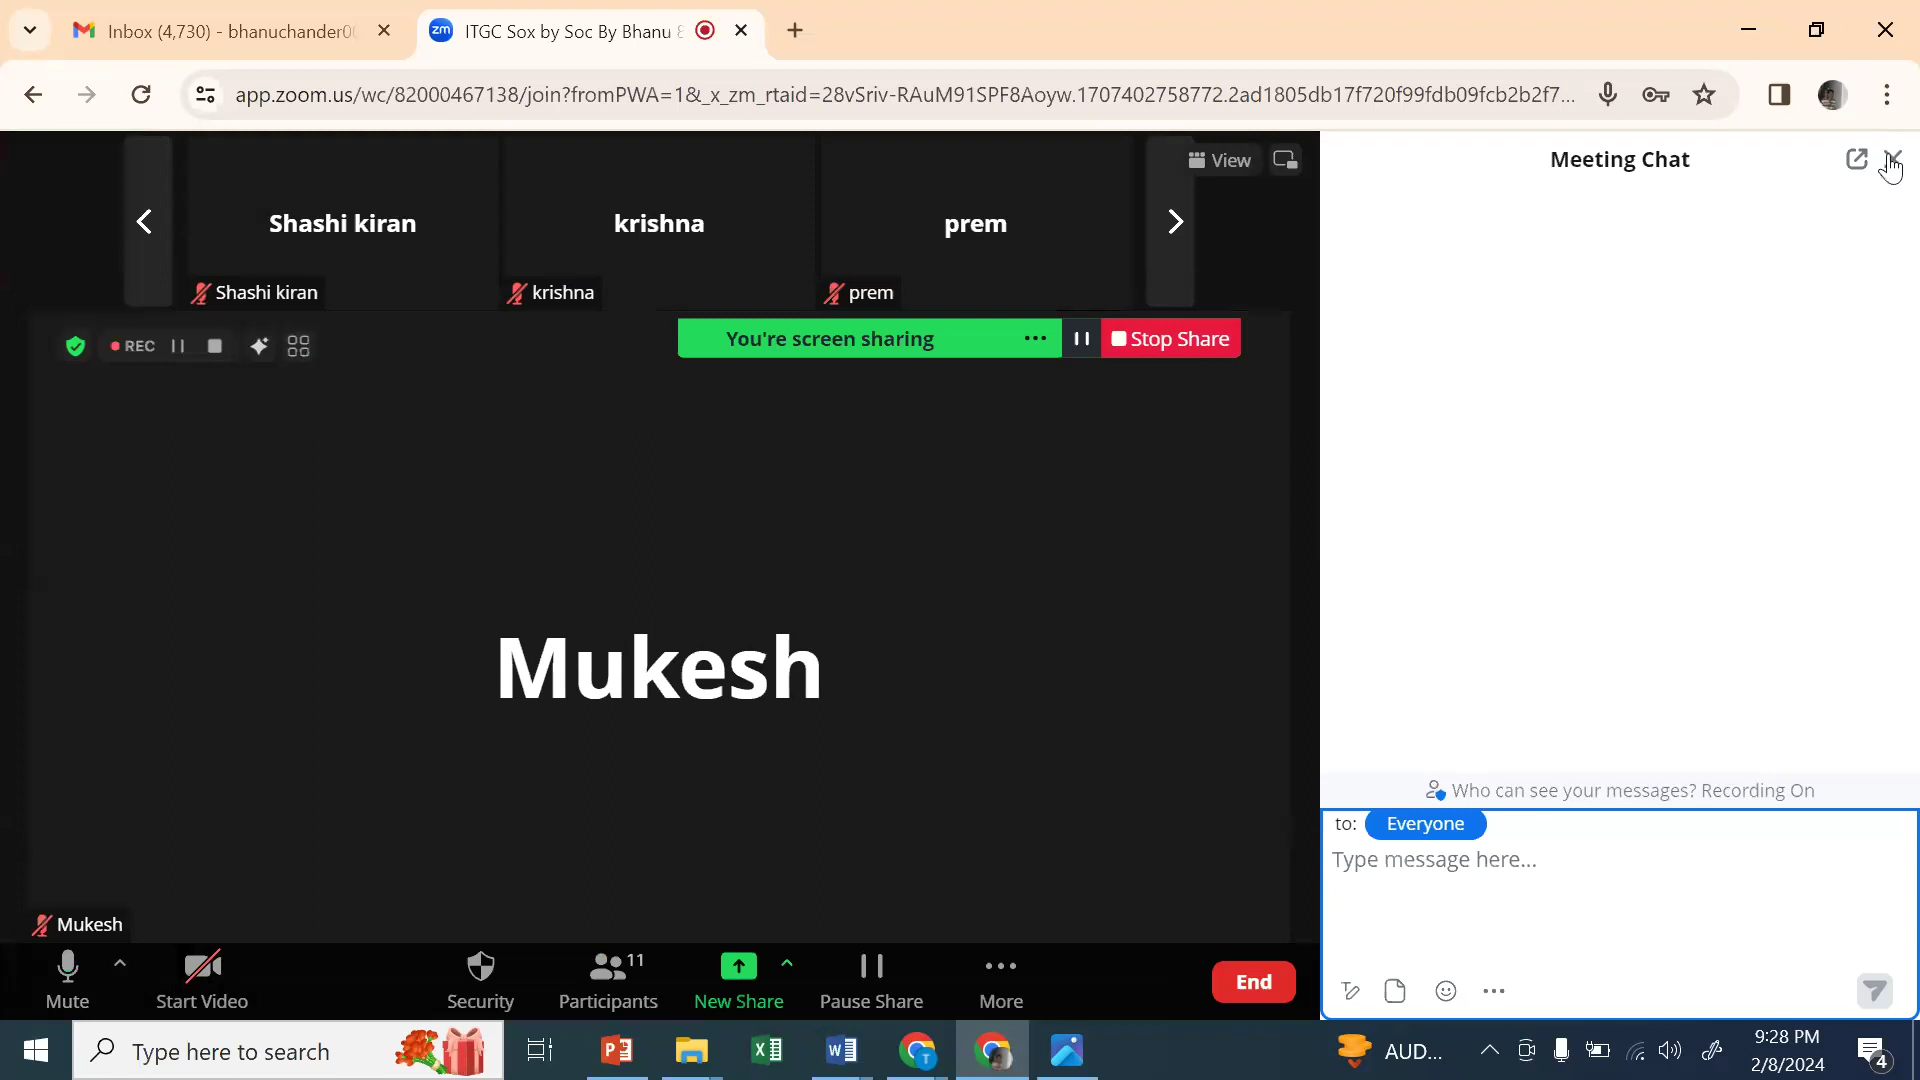 Inbox (4,730) - bhanuchander0
zm
ITGC Sox by Soc By Bhanu 8
app.zoom.us/wc/82000467138/join?fromPWA=1&_x_zm_rtaid=28vSriv-RAuM91SPF8Aoyw.1707402758772.2ad1805db17f720f99fdb09fcb2b2f7...
View
Meeting Chat
Shashi kiran
krishna
prem
Shashi kiran
krishna
prem
REC
You're screen sharing
Stop Share
Mukesh
Who can see your messages? Recording On
to: Everyone
Type message here...
Mukesh
Mute
Start Video
Security
11
Participants
New Share
Pause Share
More
End
Type here to search
T
AUD...
9:28 PM
2/8/2024
4